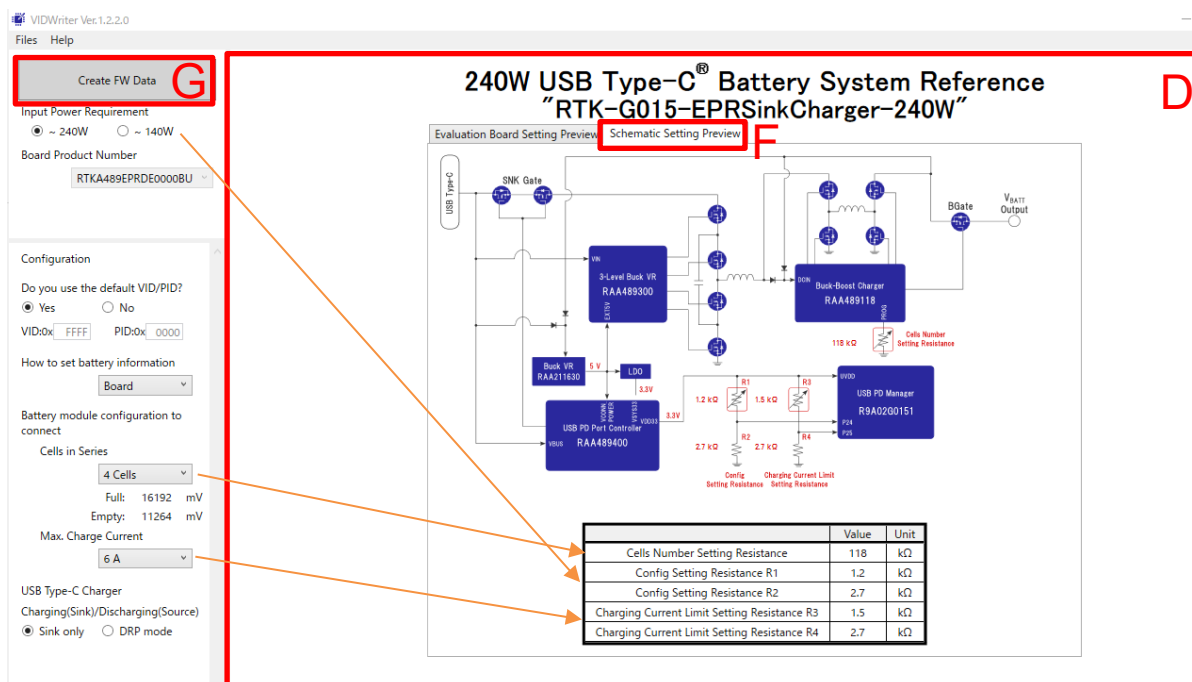 VIDWriter Ver.1.2.2.0
Files Help
Create FW Data
G
Input Power Requirement
~ 240W ~ 140W
Board Product Number
RTKA489EPRDE0000BU
Configuration
Do you use the default VID/PID?
Yes No
VID:0x FFFF PID:0x 0000
How to set battery information
Board
Battery module configuration to
connect
Cells in Series
4 Cells
Full: 16192 mV
Empty: 11264 mV
Max. Charge Current
6 A
USB Type-C Charger
Charging(Sink)/Discharging(Source)
Sink only DRP mode
D
240W USB Type-C® Battery System Reference
"RTK-G015-EPRSinkCharger-240W"
Evaluation Board Setting Preview
Schematic Setting Preview
F
USB Type-C
SNK Gate
BGate
VBATT
Output
VIN
3-Level Buck VR
RAA489300
EXT5V
DCIN
Busk-Boost Charger
RAA489118
PROG
118 kΩ
Cells Number
Setting Resistance
Buck VR
RAA211630
5 V
LDO
3.3V
VCONN
POWER
VSYS33
USB PD Port Controller
RAA489400
VBUS
VDD33
3.3V
R1
1.2 kΩ
R3
1.5 kΩ
R2
2.7 kΩ
R4
2.7 kΩ
Config
Setting Resistance
Charging Current Limit
Setting Resistance
UVDD
USB PD Manager
R9A02G0151
P24
P25
Value Unit
Cells Number Setting Resistance 118 kΩ
Config Setting Resistance R1 1.2 kΩ
Config Setting Resistance R2 2.7 kΩ
Charging Current Limit Setting Resistance R3 1.5 kΩ
Charging Current Limit Setting Resistance R4 2.7 kΩ